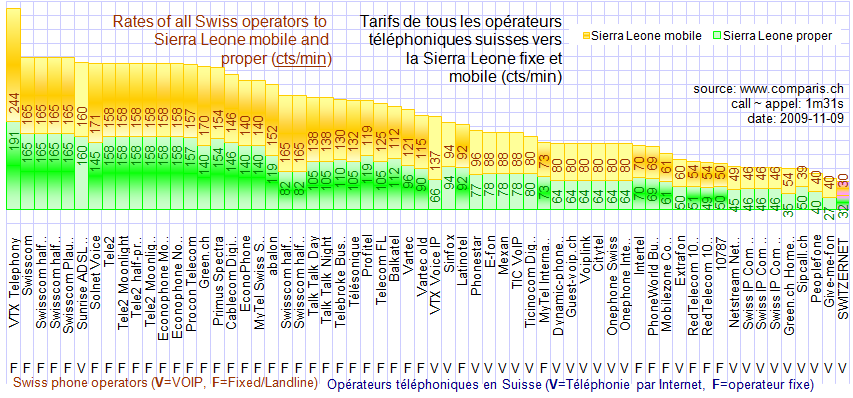 Rates of all Swiss operators to
Sierra Leone mobile and
proper (cts/min)
Tarifs de tous les opérateurs
téléphoniques suisses vers
la Sierra Leone fixe et
mobile (cts/min)
Sierra Leone mobile
Sierra Leone proper
source: www.comparis.ch
call ~ appel: 1m31s
date: 2009-11-09
244 165 165 165 165 160 171 158 158 158 158 158 158 157 170 154 146 140 140 152 165 165 138 138 130 132 119 125 112 121 115 137 94 92 90 88 88 88 80 73 80 80 80 80 80 80 70 69 61 60 54 54 50 49 46 46 46 54 39 40 40 30
191 165 165 165 165 160 145 158 158 158 158 158 158 157 140 154 146 140 140 119 82 82 105 105 110 105 119 105 112 96 90 66 94 92 77 78 78 78 80 73 64 64 64 64 64 64 70 69 61 50 51 49 50 45 46 46 46 35 50 40 27 32
VTX Telephony
Swisscom
Swisscom half...
Swisscom half...
Swisscom Plau...
Sunrise ADSL ...
Solnet Voice
Tele2
Tele2 Moonlight
Tele2 half-pr...
Tele2 Moonlig...
Econophone Mo...
Econophone No...
Procon Telecom
Green.ch
Primus Spectra
Cablecom Digi...
EconoPhone
MyTel Swiss S...
abalon
Swisscom half...
Swisscom half...
Talk Talk Day
Talk Talk Night
Telebroke Bus...
Télésonique
Profitel
Telecom FL
Balkatel
Vartec
Vartec old
VTX Voice IP
Sinfox
Latinotel
Phonestar
E-fon
Mexan
TIC VoIP
Ticinocom Dig...
MyTel Interna...
Dynamic-phone...
Guest-voip.ch
Voiplink
Citytel
Onephone Swiss
Onephone Inte...
Intertel
PhoneWorld Bu...
Mobilezone Co...
Extrafon
RedTelecom 10...
RedTelecom 10...
10787
Netstream Net...
Swiss IP Com ...
Swiss IP Com ...
Swiss IP Com ...
Green.ch Home...
Sipcall.ch
Peoplefone
Give-me-fon
SWITZERNET
F F F F F V F F F F F F F F F F F F F F F F F F F F F F F F F V V F V V V V V F V V V V V V F F F V F F F V V V V V V V V V
Swiss phone operators (V=VOIP, F=Fixed/Landline)
Opérateurs téléphoniques en Suisse (V=Téléphonie par Internet, F=operateur fixe)